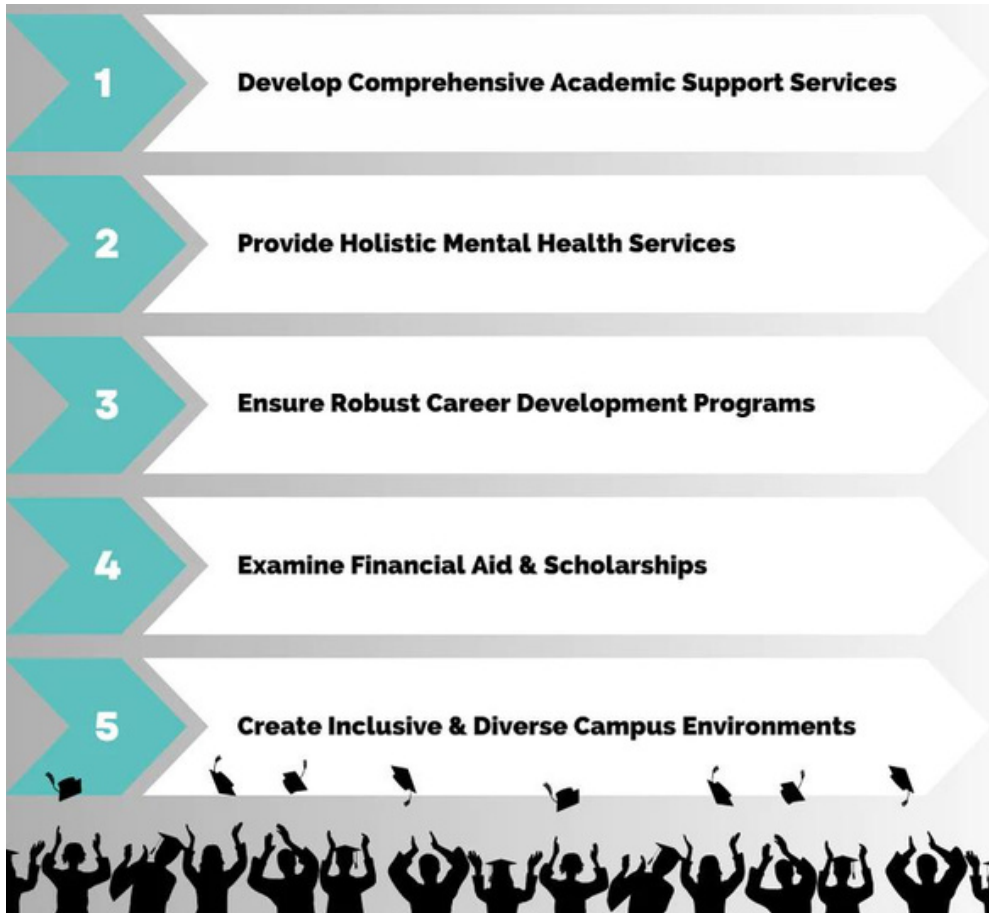 1
Develop Comprehensive Academic Support Services
2
Provide Holistic Mental Health Services
3
Ensure Robust Career Development Programs
4
Examine Financial Aid & Scholarships
5
Create Inclusive & Diverse Campus Environments